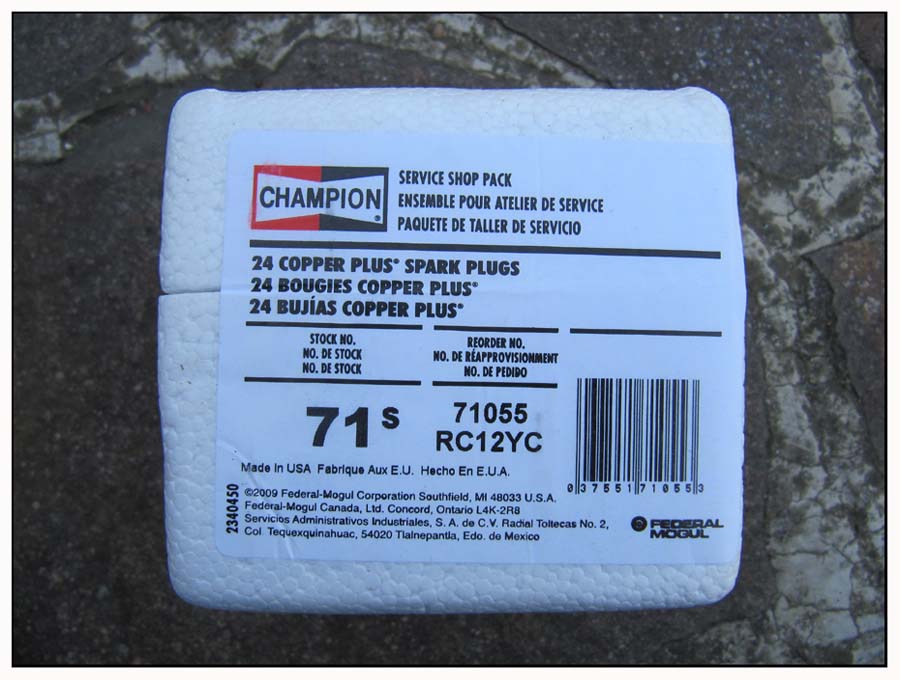 CHAMPION®
SERVICE SHOP PACK
ENSEMBLE POUR ATELIER DE SERVICE
PAQUETE DE TALLER DE SERVICIO
24 COPPER PLUS® SPARK PLUGS
24 BOUGIES COPPER PLUS®
24 BUJÍAS COPPER PLUS®
STOCK NO.
NO. DE STOCK
NO. DE STOCK
REORDER NO.
NO. DE RÉAPPROVISIONMENT
NO. DE PEDIDO
71S
71055
RC12YC
0 37551 71055 3
Made In USA Fabrique Aux E.U. Hecho En E.U.A.
2340450
©2009 Federal-Mogul Corporation Southfield, MI 48033 U.S.A.
Federal-Mogul Canada, Ltd. Concord, Ontario L4K-2R8
Servicios Administrativos Industriales, S. A. de C.V. Radial Toltecas No. 2,
Col. Tequexquinahuac, 54020 Tlalnepantla, Edo. de Mexico
FEDERAL
MOGUL